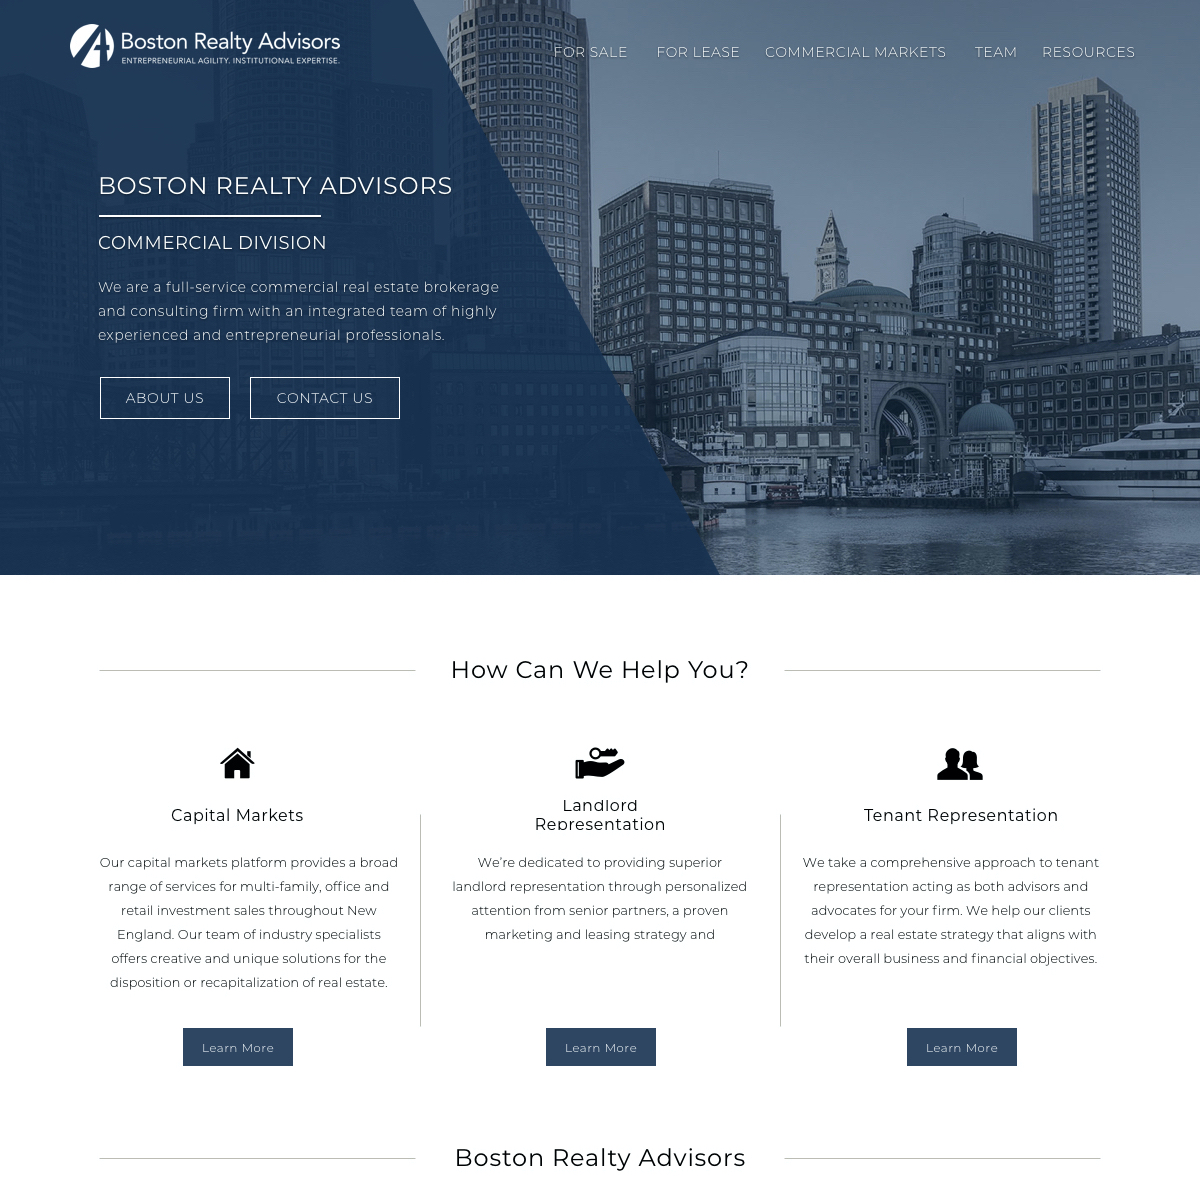 Boston Realty Advisors
ENTREPRENEURIAL AGILITY. INSTITUTIONAL EXPERTISE.
FOR SALE
FOR LEASE
COMMERCIAL MARKETS
TEAM
RESOURCES
BOSTON REALTY ADVISORS
COMMERCIAL DIVISION
We are a full-service commercial real estate brokerage
and consulting firm with an integrated team of highly
experienced and entrepreneurial professionals.
ABOUT US
CONTACT US
How Can We Help You?
Capital Markets
Our capital markets platform provides a broad
range of services for multi-family, office and
retail investment sales throughout New
England. Our team of industry specialists
offers creative and unique solutions for the
disposition or recapitalization of real estate.
Learn More
Landlord
Representation
We’re dedicated to providing superior
landlord representation through personalized
attention from senior partners, a proven
marketing and leasing strategy and
Learn More
Tenant Representation
We take a comprehensive approach to tenant
representation acting as both advisors and
advocates for your firm. We help our clients
develop a real estate strategy that aligns with
their overall business and financial objectives.
Learn More
Boston Realty Advisors